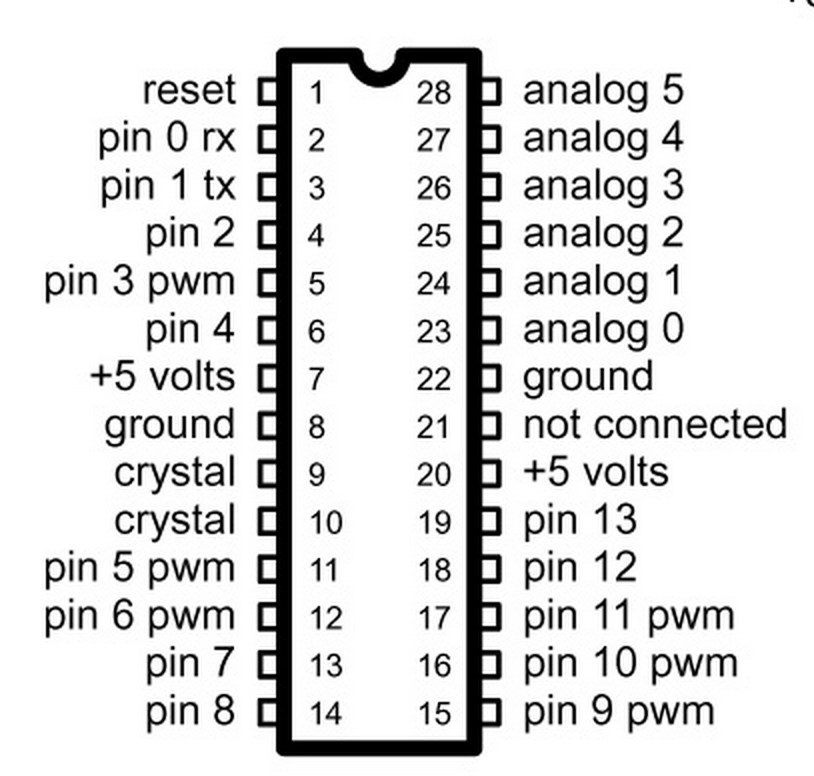 reset 1 28 analog 5
pin 0 rx 2 27 analog 4
pin 1 tx 3 26 analog 3
pin 2 4 25 analog 2
pin 3 pwm 5 24 analog 1
pin 4 6 23 analog 0
+5 volts 7 22 ground
ground 8 21 not connected
crystal 9 20 +5 volts
crystal 10 19 pin 13
pin 5 pwm 11 18 pin 12
pin 6 pwm 12 17 pin 11 pwm
pin 7 13 16 pin 10 pwm
pin 8 14 15 pin 9 pwm